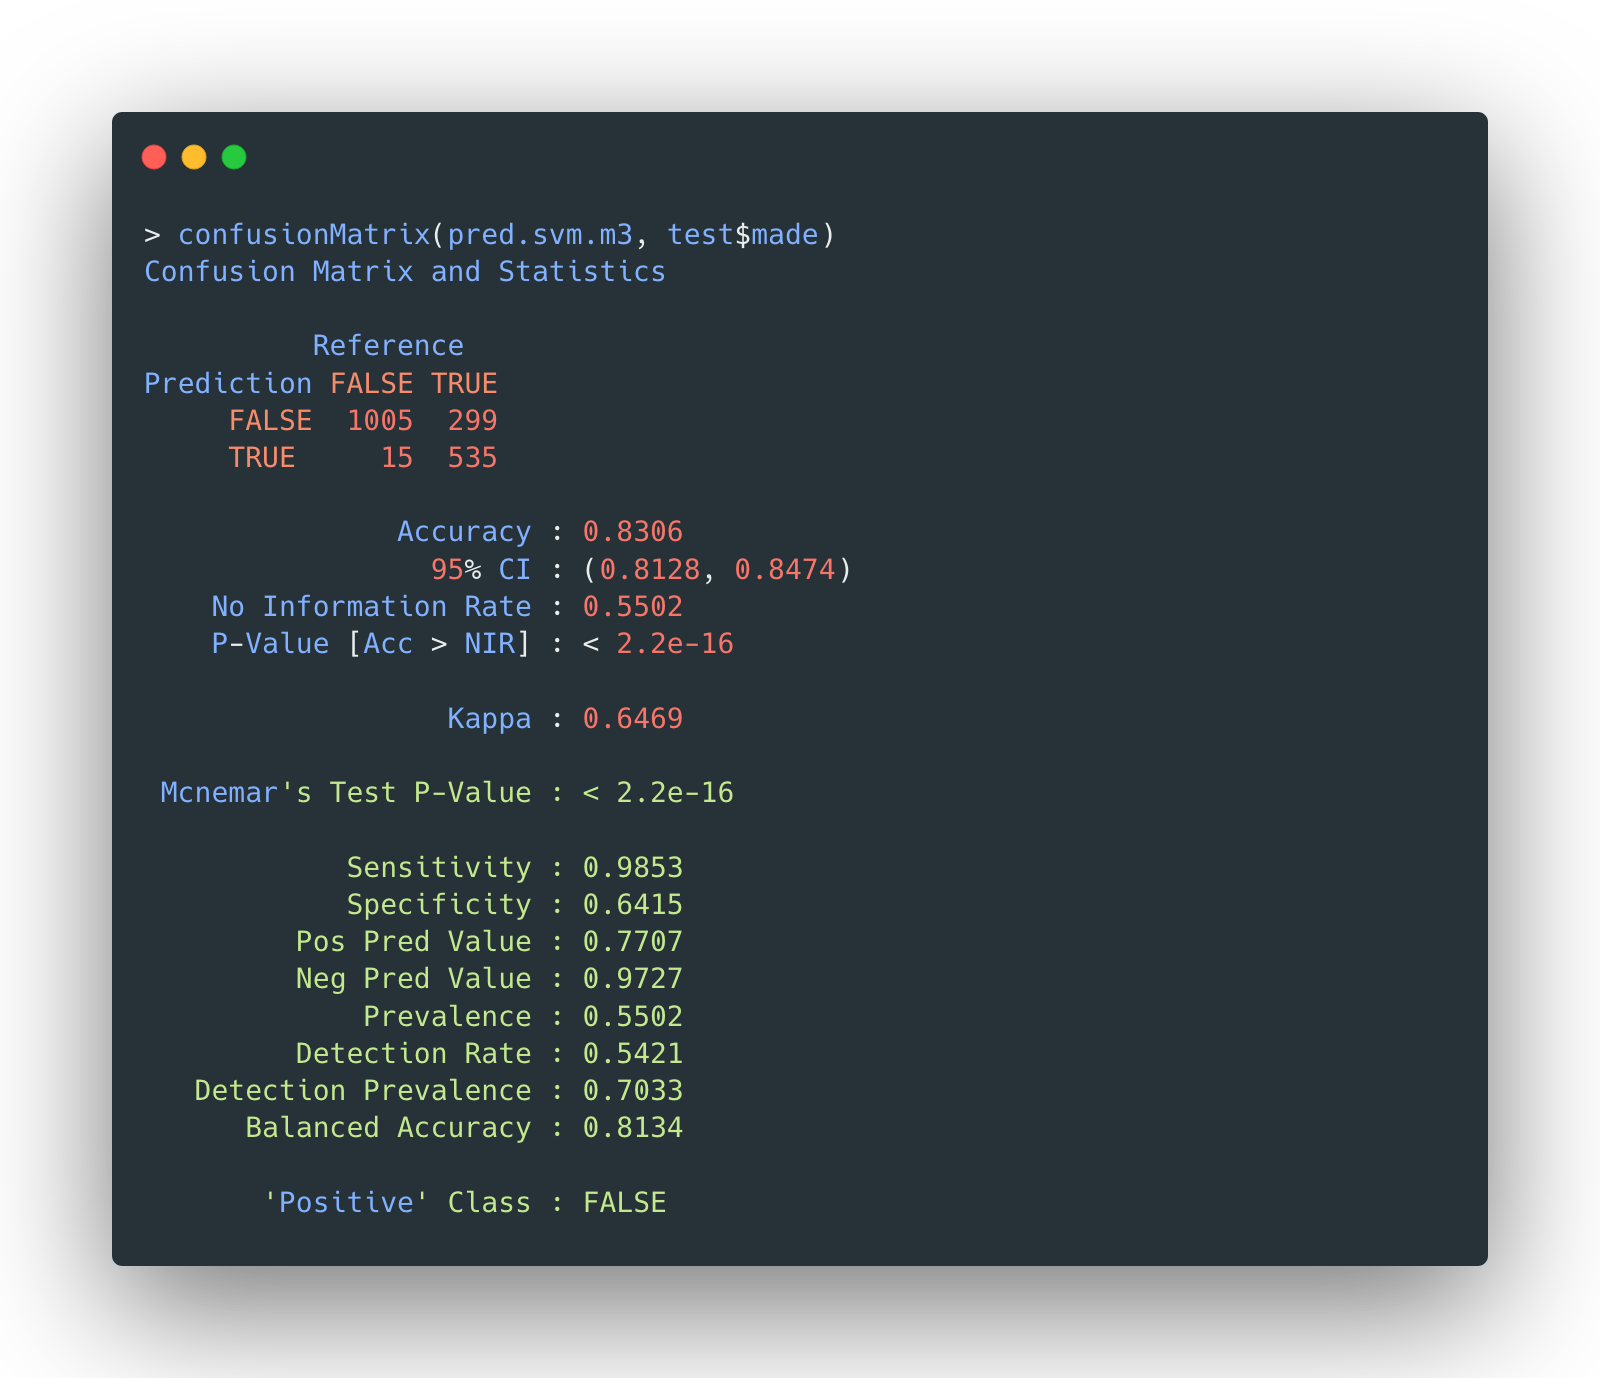 > confusionMatrix(pred.svm.m3, test$made)
Confusion Matrix and Statistics
Reference
Prediction FALSE TRUE
FALSE 1005 299
TRUE 15 535
Accuracy : 0.8306
95% CI : (0.8128, 0.8474)
No Information Rate : 0.5502
P-Value [Acc > NIR] : < 2.2e-16
Kappa : 0.6469
Mcnemar's Test P-Value : < 2.2e-16
Sensitivity : 0.9853
Specificity : 0.6415
Pos Pred Value : 0.7707
Neg Pred Value : 0.9727
Prevalence : 0.5502
Detection Rate : 0.5421
Detection Prevalence : 0.7033
Balanced Accuracy : 0.8134
'Positive' Class : FALSE